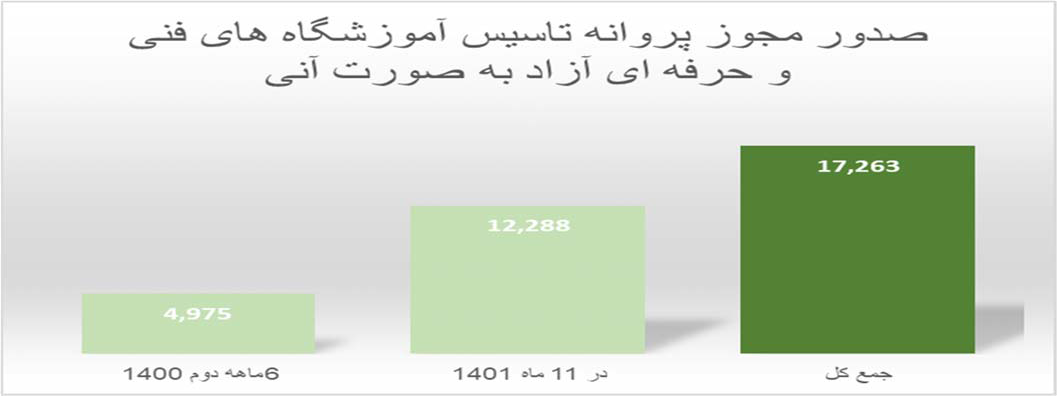 صدور مجوز پروانه تاسیس آموزشگاه های فنی
و حرفه ای آزاد به صورت آنی
17,263
12,288
4,975
جمع کل
در 11 ماه 1401
6ماهه دوم 1400